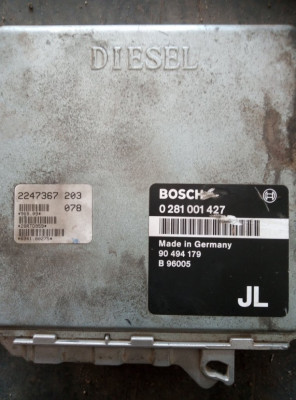 DIESEL
2247367 203
078
BOSCH
0 281 001 427
Made in Germany
90 494 179
B 96005
JL